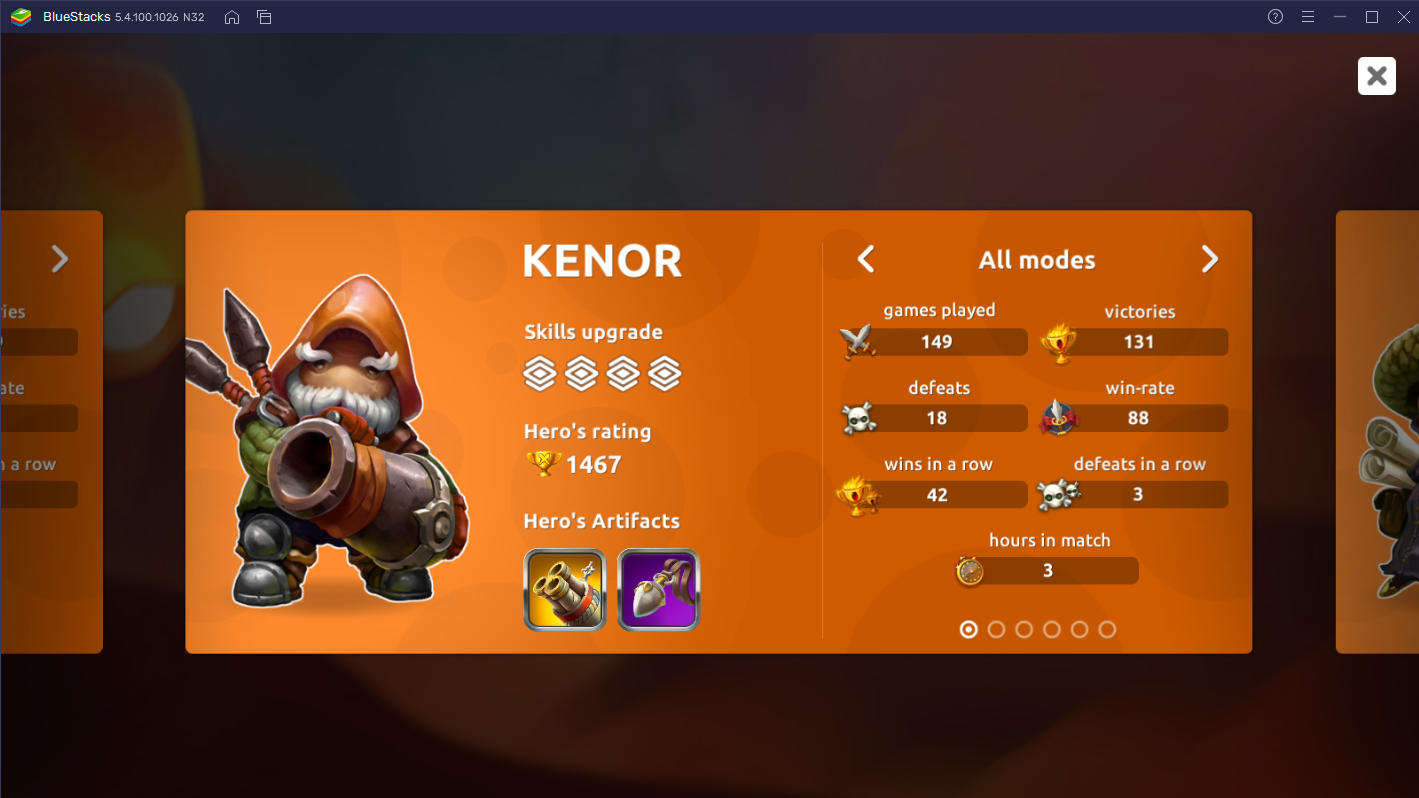 BlueStacks 5.4.100.1026 N32
ries
ate
n a row
KENOR
Skills upgrade
Hero's rating
1467
Hero's Artifacts
All modes
games played
victories
149
131
defeats
win-rate
18
88
wins in a row
defeats in a row
42
3
hours in match
3